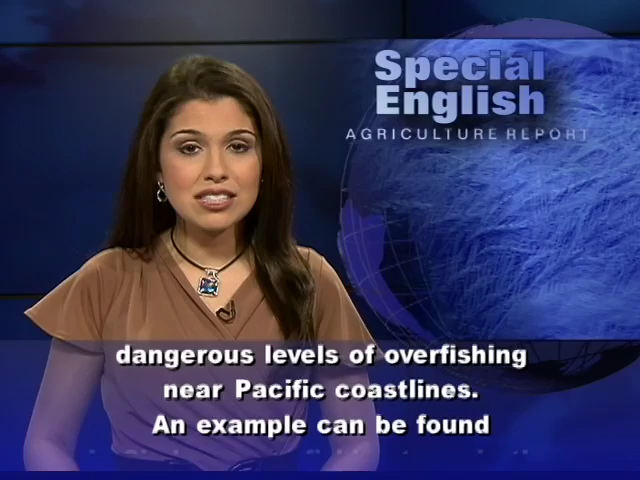 Special
English
AGRICULTURE REPORT
dangerous levels of overfishing
near Pacific coastlines.
An example can be found